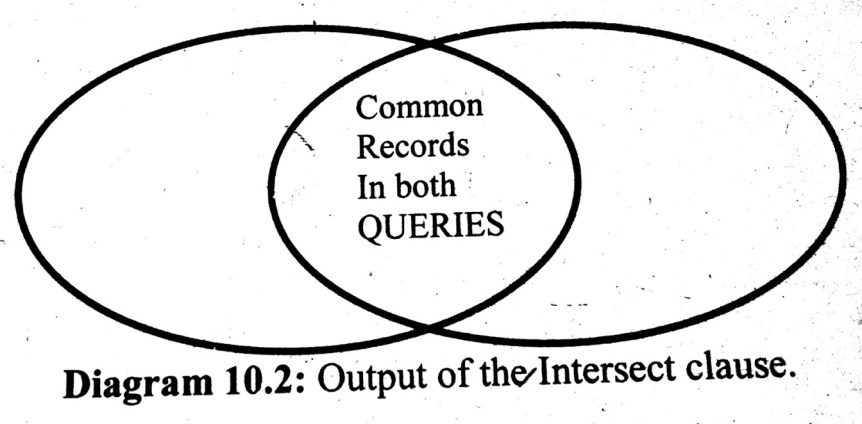 Common
Records
In both
QUERIES
Diagram 10.2: Output of the Intersect clause.